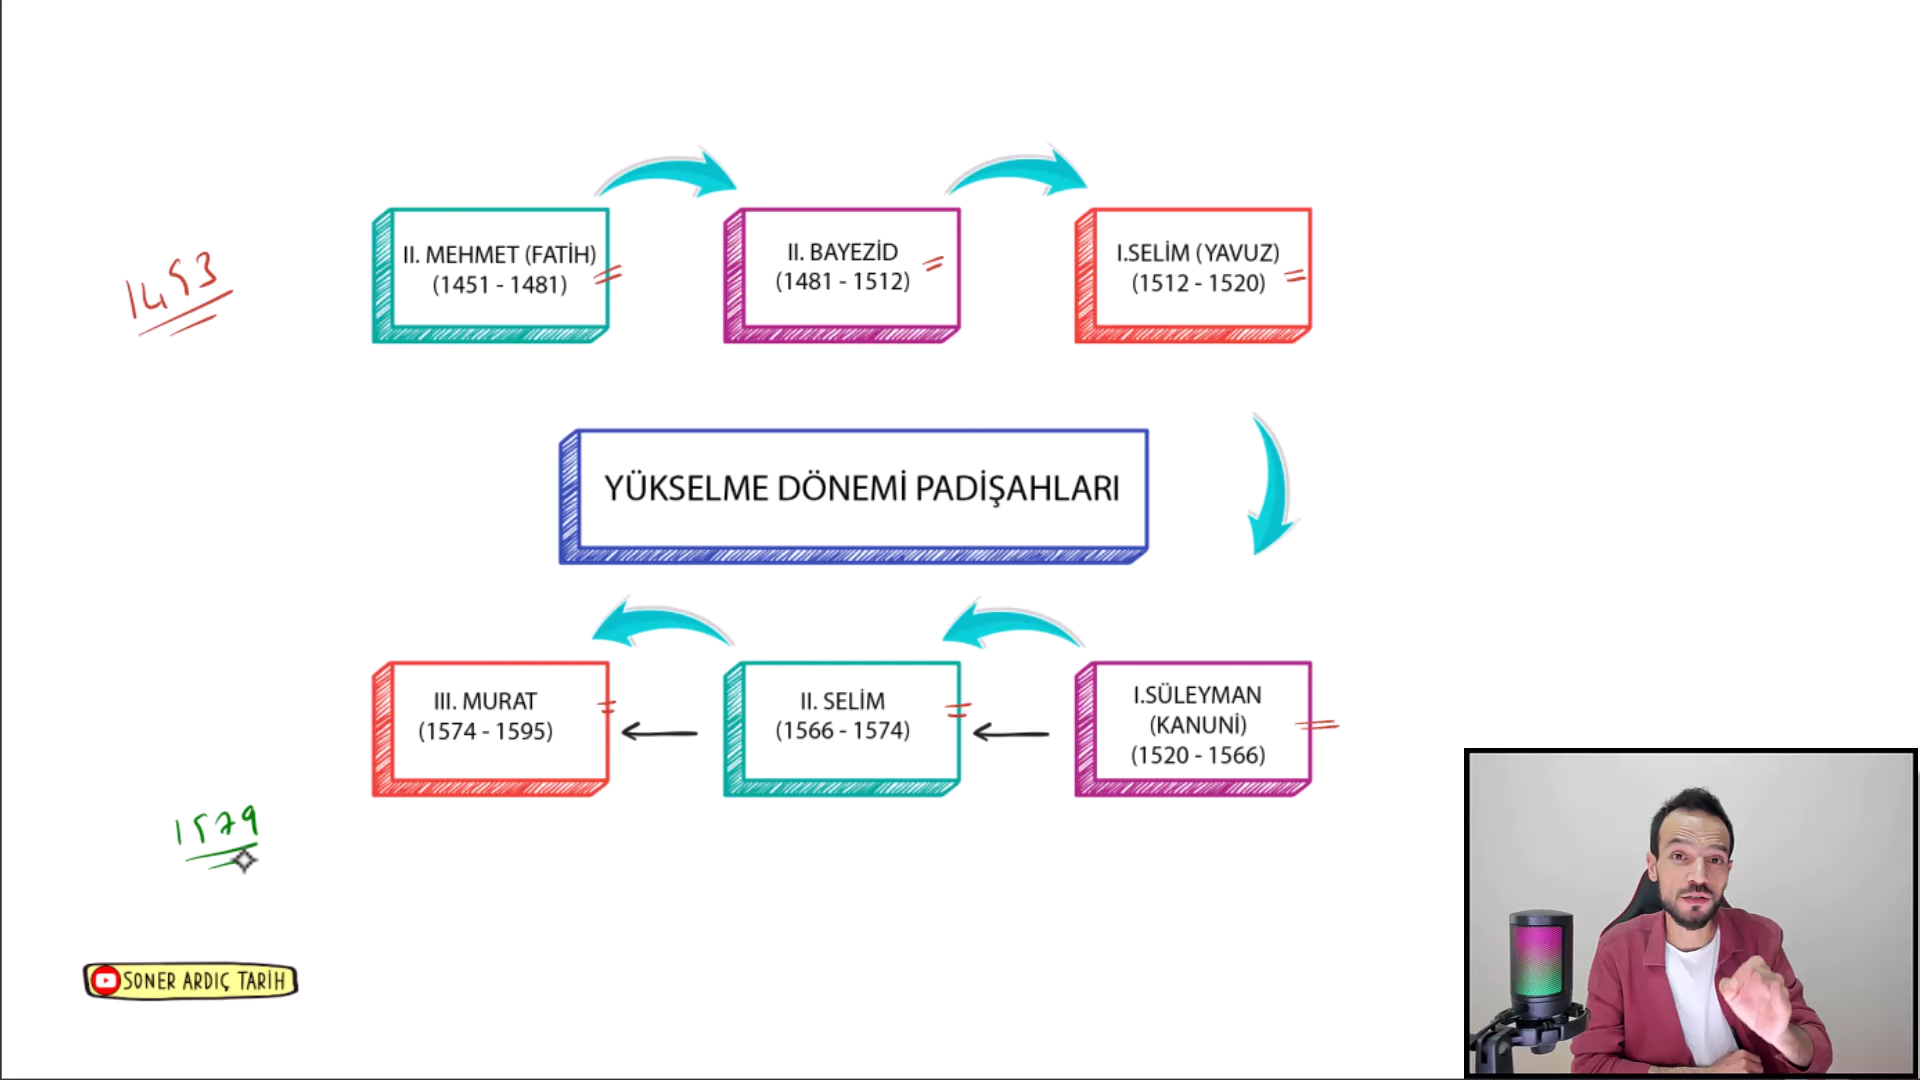 II. MEHMET (FATİH)
(1451 - 1481)
II. BAYEZİD
(1481 - 1512)
I.SELİM (YAVUZ)
(1512 - 1520)
1453
YÜKSELME DÖNEMİ PADİŞAHLARI
III. MURAT
(1574 - 1595)
II. SELİM
(1566 - 1574)
I.SÜLEYMAN
(KANUNİ)
(1520 - 1566)
1579
SONER ARDIÇ TARİH